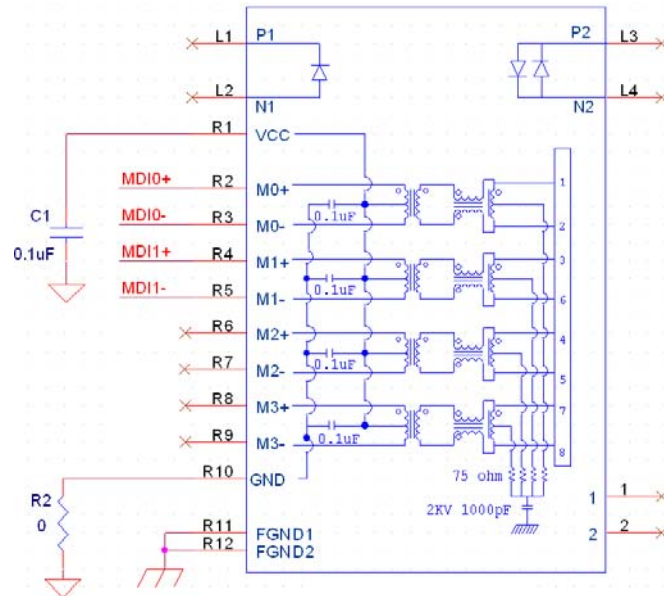 L1 P1 P2 L3
L2 N1 N2 L4
R1 VCC
MDI0+ R2 M0+ 1
C1 MDI0- R3 M0- 0.1uF 2
0.1uF MDI1+ R4 M1+ 3
MDI1- R5 M1- 0.1uF 6
R6 M2+ 4
R7 M2- 0.1uF 5
R8 M3+ 7
R9 M3- 0.1uF 8
R10 GND 75 ohm
R2 1 1
0 2KV 1000pF
R11 FGND1 2 2
R12 FGND2